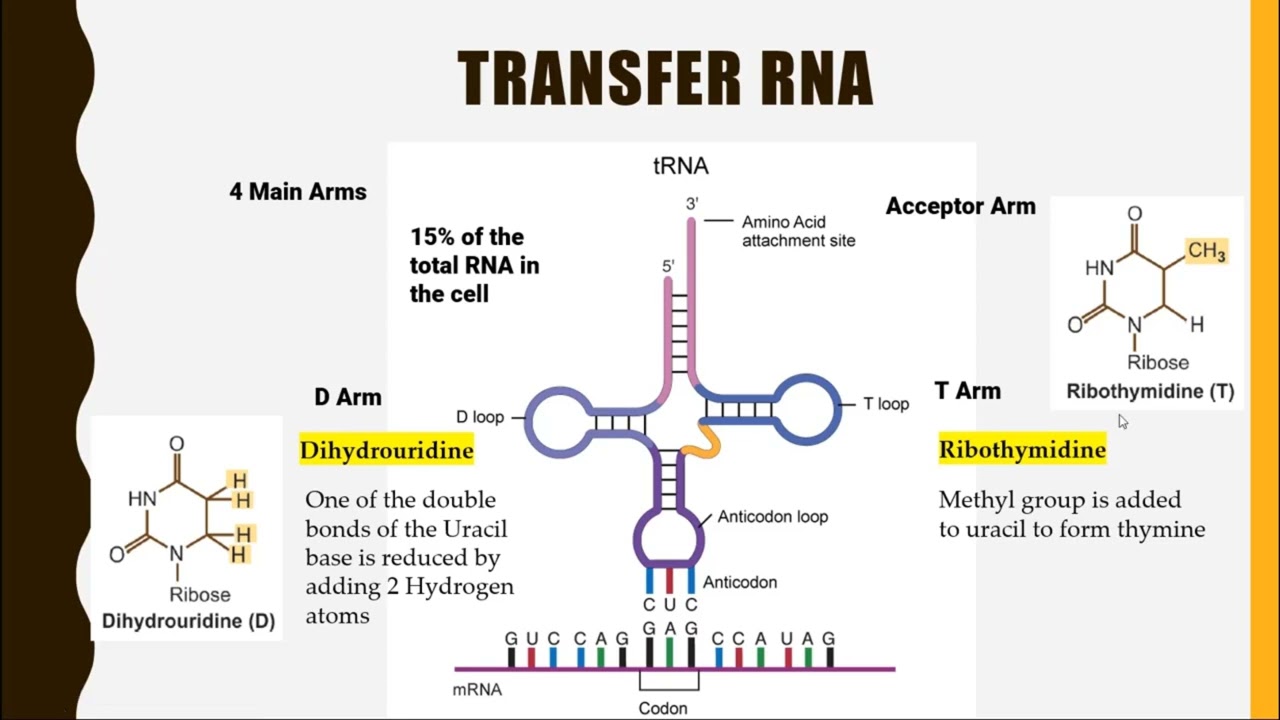 TRANSFER RNA
tRNA
4 Main Arms
15% of the
total RNA in
the cell
3'
Amino Acid
attachment site
5'
Acceptor Arm
O
CH3
HN
O
N
H
Ribose
Ribothymidine (T)
D Arm
D loop
T loop
T Arm
Dihydrouridine
One of the double
bonds of the Uracil
base is reduced by
adding 2 Hydrogen
atoms
Ribothymidine
Methyl group is added
to uracil to form thymine
O
H
HN
H
H
O
N
H
Ribose
Dihydrouridine (D)
Anticodon loop
Anticodon
C U C
G U C C A G G A G C C A U A G
mRNA
Codon